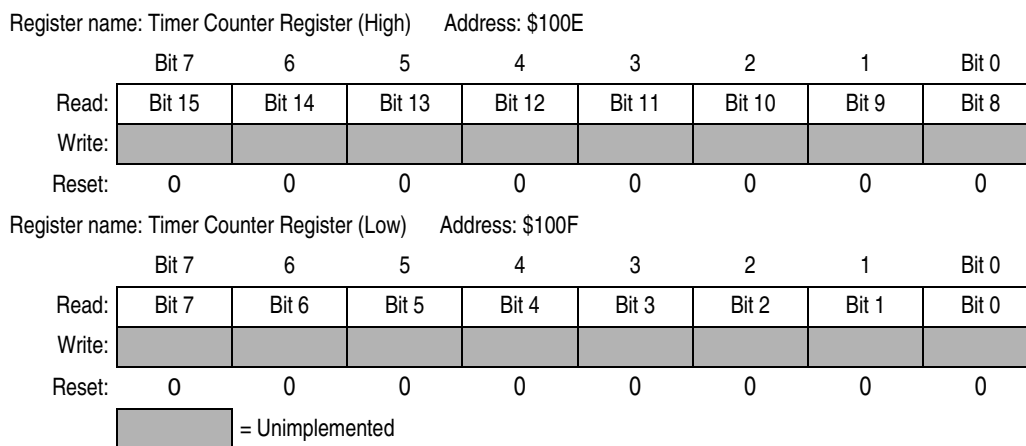 Register name: Timer Counter Register (High) Address: $100E
Bit 7 6 5 4 3 2 1 Bit 0
Read: Bit 15 Bit 14 Bit 13 Bit 12 Bit 11 Bit 10 Bit 9 Bit 8
Write:
Reset: 0 0 0 0 0 0 0 0
Register name: Timer Counter Register (Low) Address: $100F
Bit 7 6 5 4 3 2 1 Bit 0
Read: Bit 7 Bit 6 Bit 5 Bit 4 Bit 3 Bit 2 Bit 1 Bit 0
Write:
Reset: 0 0 0 0 0 0 0 0
= Unimplemented